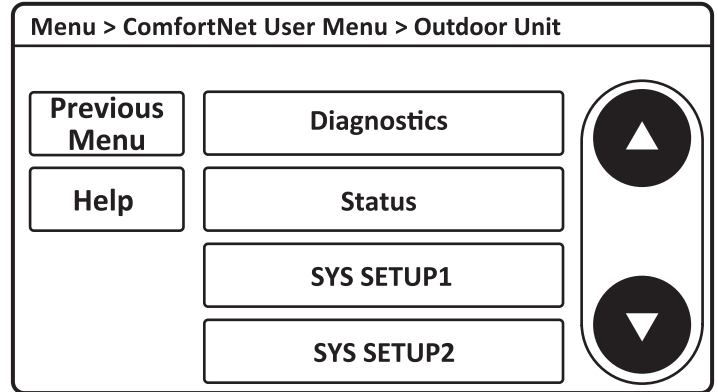 Menu > ComfortNet User Menu > Outdoor Unit
Previous
Menu
Diagnostics
Help
Status
SYS SETUP1
SYS SETUP2